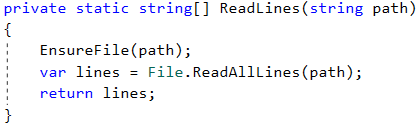 private static string[] ReadLines(string path)
{
    EnsureFile(path);
    var lines = File.ReadAllLines(path);
    return lines;
}